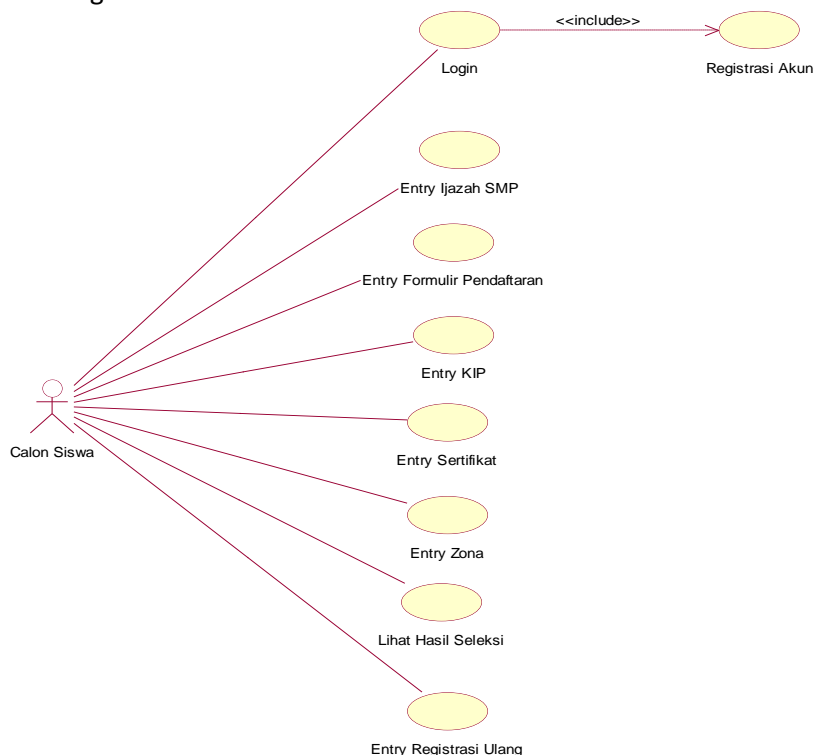 <<include>>
Login
Registrasi Akun
Entry Ijazah SMP
Entry Formulir Pendaftaran
Entry KIP
Calon Siswa
Entry Sertifikat
Entry Zona
Lihat Hasil Seleksi
Entry Registrasi Ulang